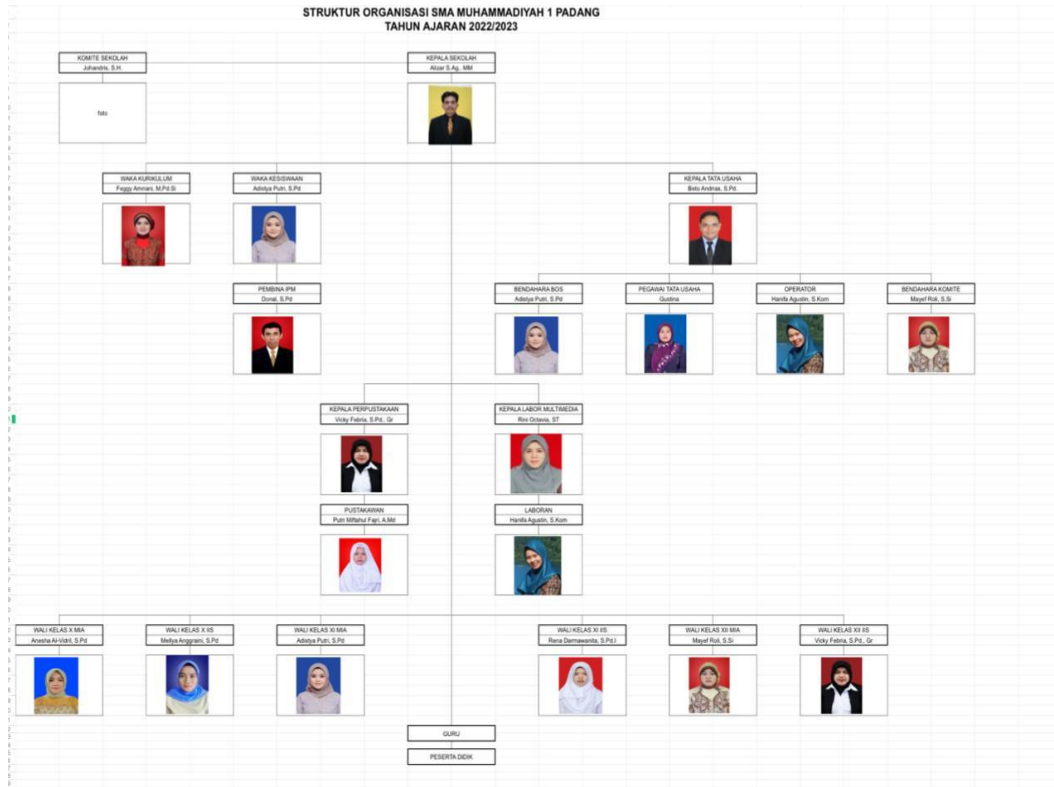 STRUKTUR ORGANISASI SMA MUHAMMADIYAH 1 PADANG
TAHUN AJARAN 2022/2023
KOMITE SEKOLAH
Johandris, S.H.
foto
KEPALA SEKOLAH
Alizar S.Ag., MM
WAKA KURIKULUM
Feggy Amriani, M.Pd.Si
WAKA KESISWAAN
Adistya Putri, S.Pd
KEPALA TATA USAHA
Beto Andrias, S.Pd.
PEMBINA IPM
Donal, S.Pd
BENDAHARA BOS
Adistya Putri, S.Pd
PEGAWAI TATA USAHA
Gustina
OPERATOR
Hanifa Agustin, S.Kom
BENDAHARA KOMITE
Mayef Roli, S.Si
KEPALA PERPUSTAKAAN
Vicky Febria, S.Pd., Gr
KEPALA LABOR MULTIMEDIA
Rini Octavia, ST
PUSTAKAWAN
Putri Miftahul Fajri, A.Md
LABORAN
Hanifa Agustin, S.Kom
WALI KELAS X MIA
Anesha Al-Vidril, S.Pd
WALI KELAS X IIS
Mellya Anggraini, S.Pd
WALI KELAS XI MIA
Adistya Putri, S.Pd
WALI KELAS XI IIS
Rena Darmawanita, S.Pd.I
WALI KELAS XII MIA
Mayef Roli, S.Si
WALI KELAS XII IIS
Vicky Febria, S.Pd., Gr
GURU
PESERTA DIDIK